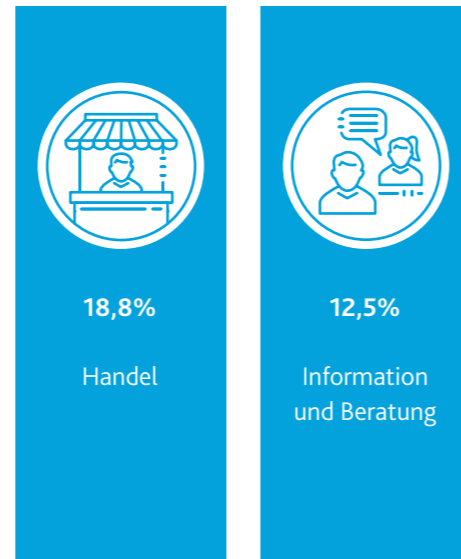 18,8%
Handel
12,5%
Information
und Beratung